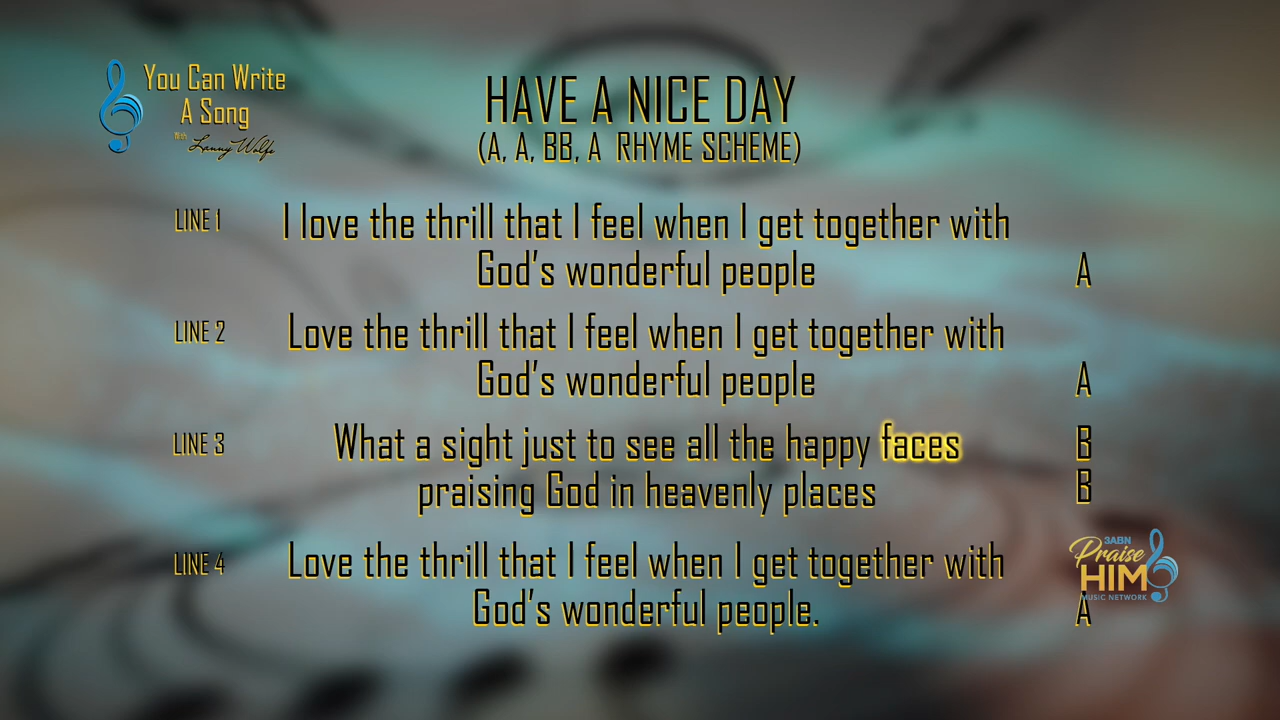 You Can Write
A Song
With Lanny Wolfe
HAVE A NICE DAY
(A, A, BB, A RHYME SCHEME)
LINE 1
I love the thrill that I feel when I get together with
God's wonderful people
A
LINE 2
Love the thrill that I feel when I get together with
God's wonderful people
A
LINE 3
What a sight just to see all the happy faces
B
praising God in heavenly places
B
LINE 4
Love the thrill that I feel when I get together with
God's wonderful people.
A
3ABN
Praise
HIM
MUSIC NETWORK